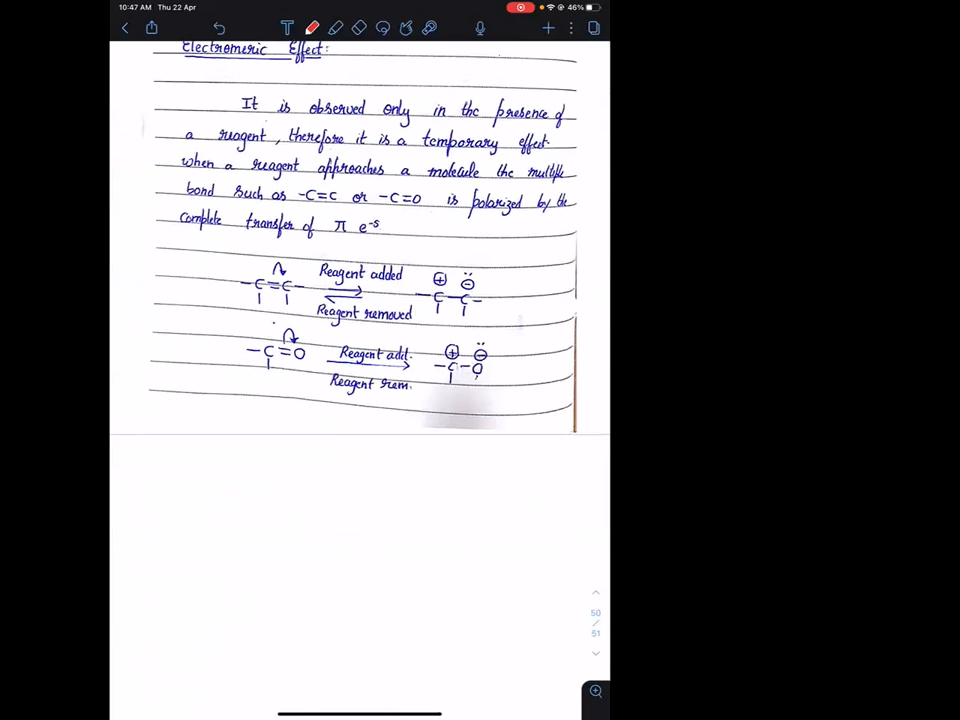 10:47 AM Thu 22 Apr 46%
Electromeric Effect:
It is observed only in the presence of
a reagent, therefore it is a temporary effect.
when a reagent approaches a molecule the multiple
bond such as -C=C or -C=O is polarized by the
complete transfer of π e⁻s.
-C=C- Reagent added ⊕ ⊖
Reagent removed -C-C-
-C=O Reagent add. ⊕ ⊖
Reagent rem. -C-O
50
/
51